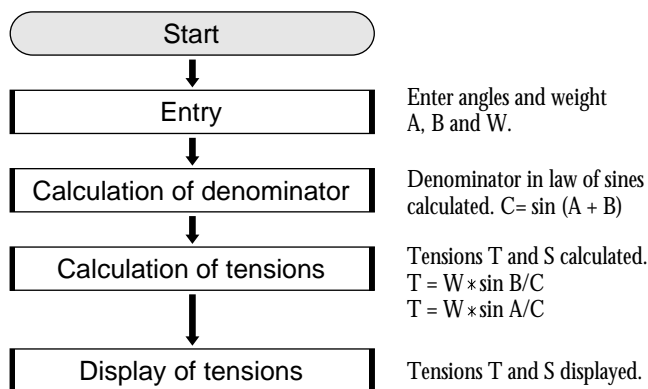 Start
Entry
Enter angles and weight
A, B and W.
Calculation of denominator
Denominator in law of sines
calculated. C= sin (A + B)
Calculation of tensions
Tensions T and S calculated.
T = W * sin B/C
T = W * sin A/C
Display of tensions
Tensions T and S displayed.